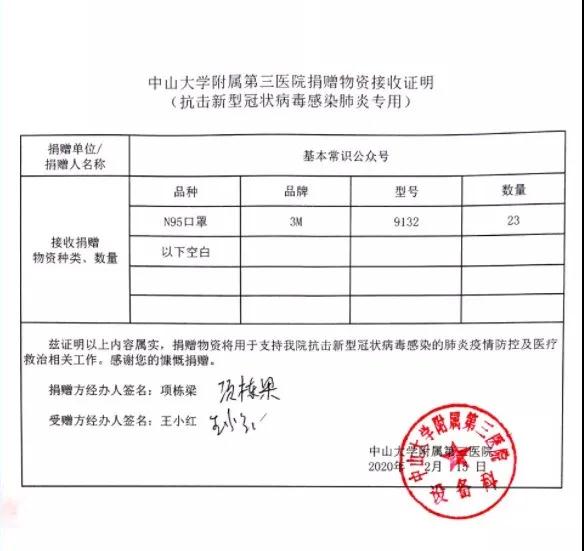 中山大学附属第三医院捐赠物资接收证明
（抗击新型冠状病毒感染肺炎专用）
捐赠单位/
捐赠人名称
基本常识公众号
接收捐赠
物资种类、数量
品种 品牌 型号 数量
N95口罩 3M 9132 23
以下空白
兹证明以上内容属实，捐赠物资将用于支持我院抗击新型冠状病毒感染的肺炎疫情防控及医疗
救治相关工作。感谢您的慷慨捐赠。
捐赠方经办人签名：项栋梁 项栋梁
受赠方经办人签名：王小红 王小红
中山大学附属第三医院
2020年 2月 13 日
中山大学附属第三医院
设备科